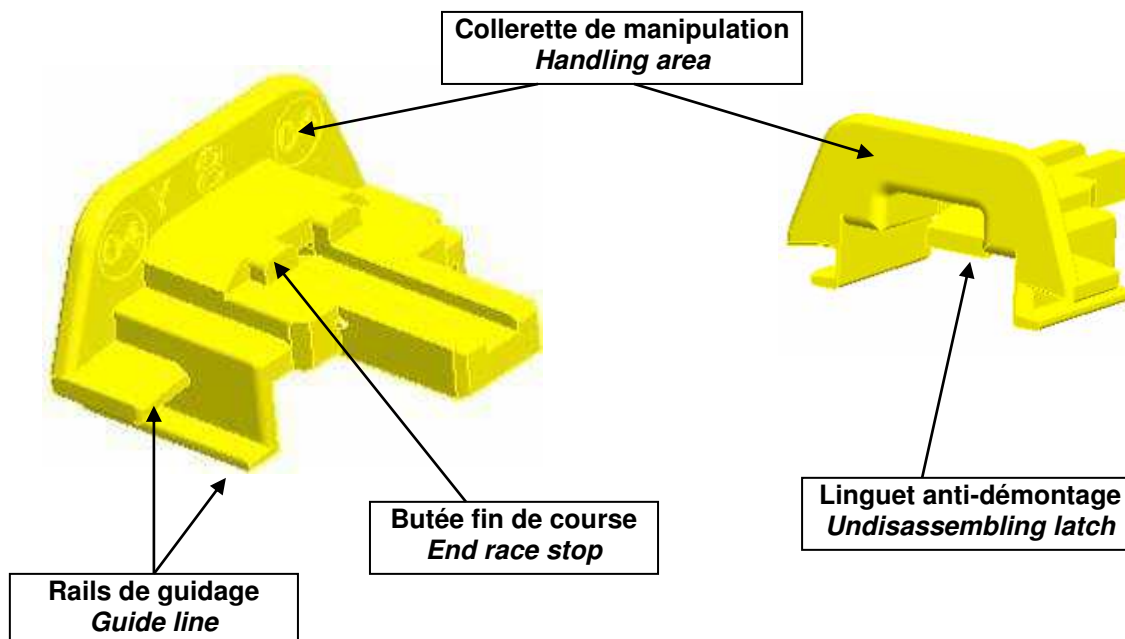 Collerette de manipulation
Handling area
Linguet anti-démontage
Undisassembling latch
Butée fin de course
End race stop
Rails de guidage
Guide line